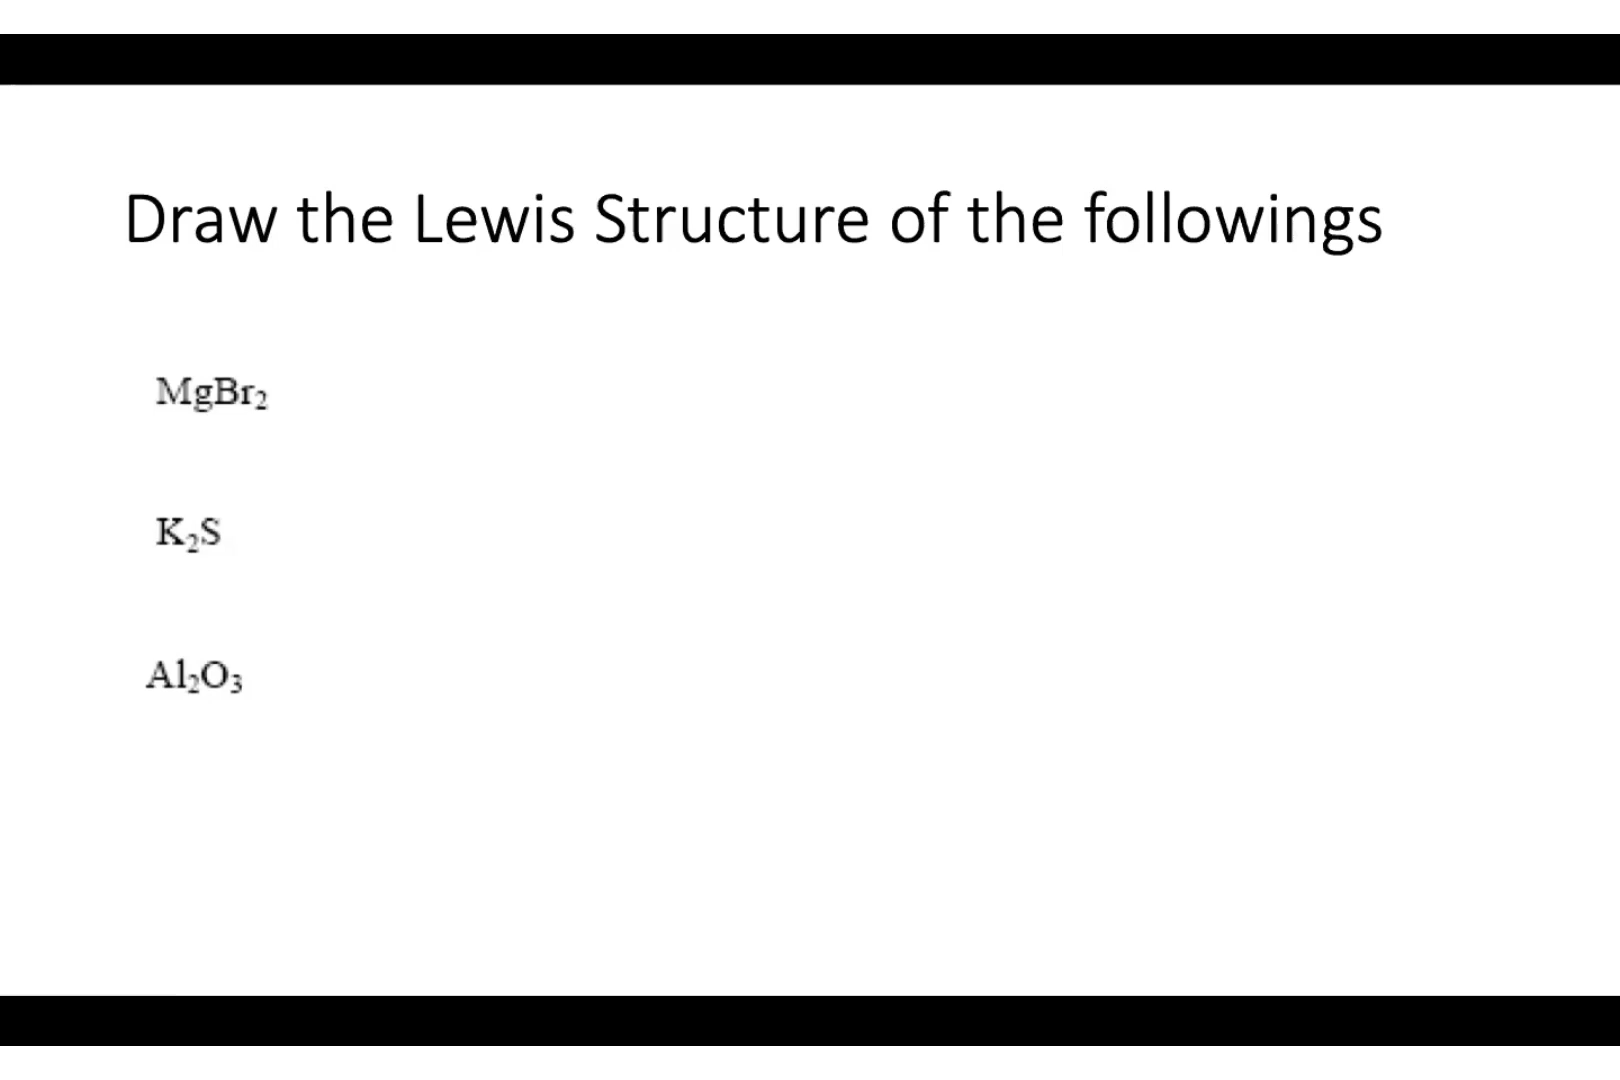 Draw the Lewis Structure of the followings
MgBr₂
K₂S
Al₂O₃